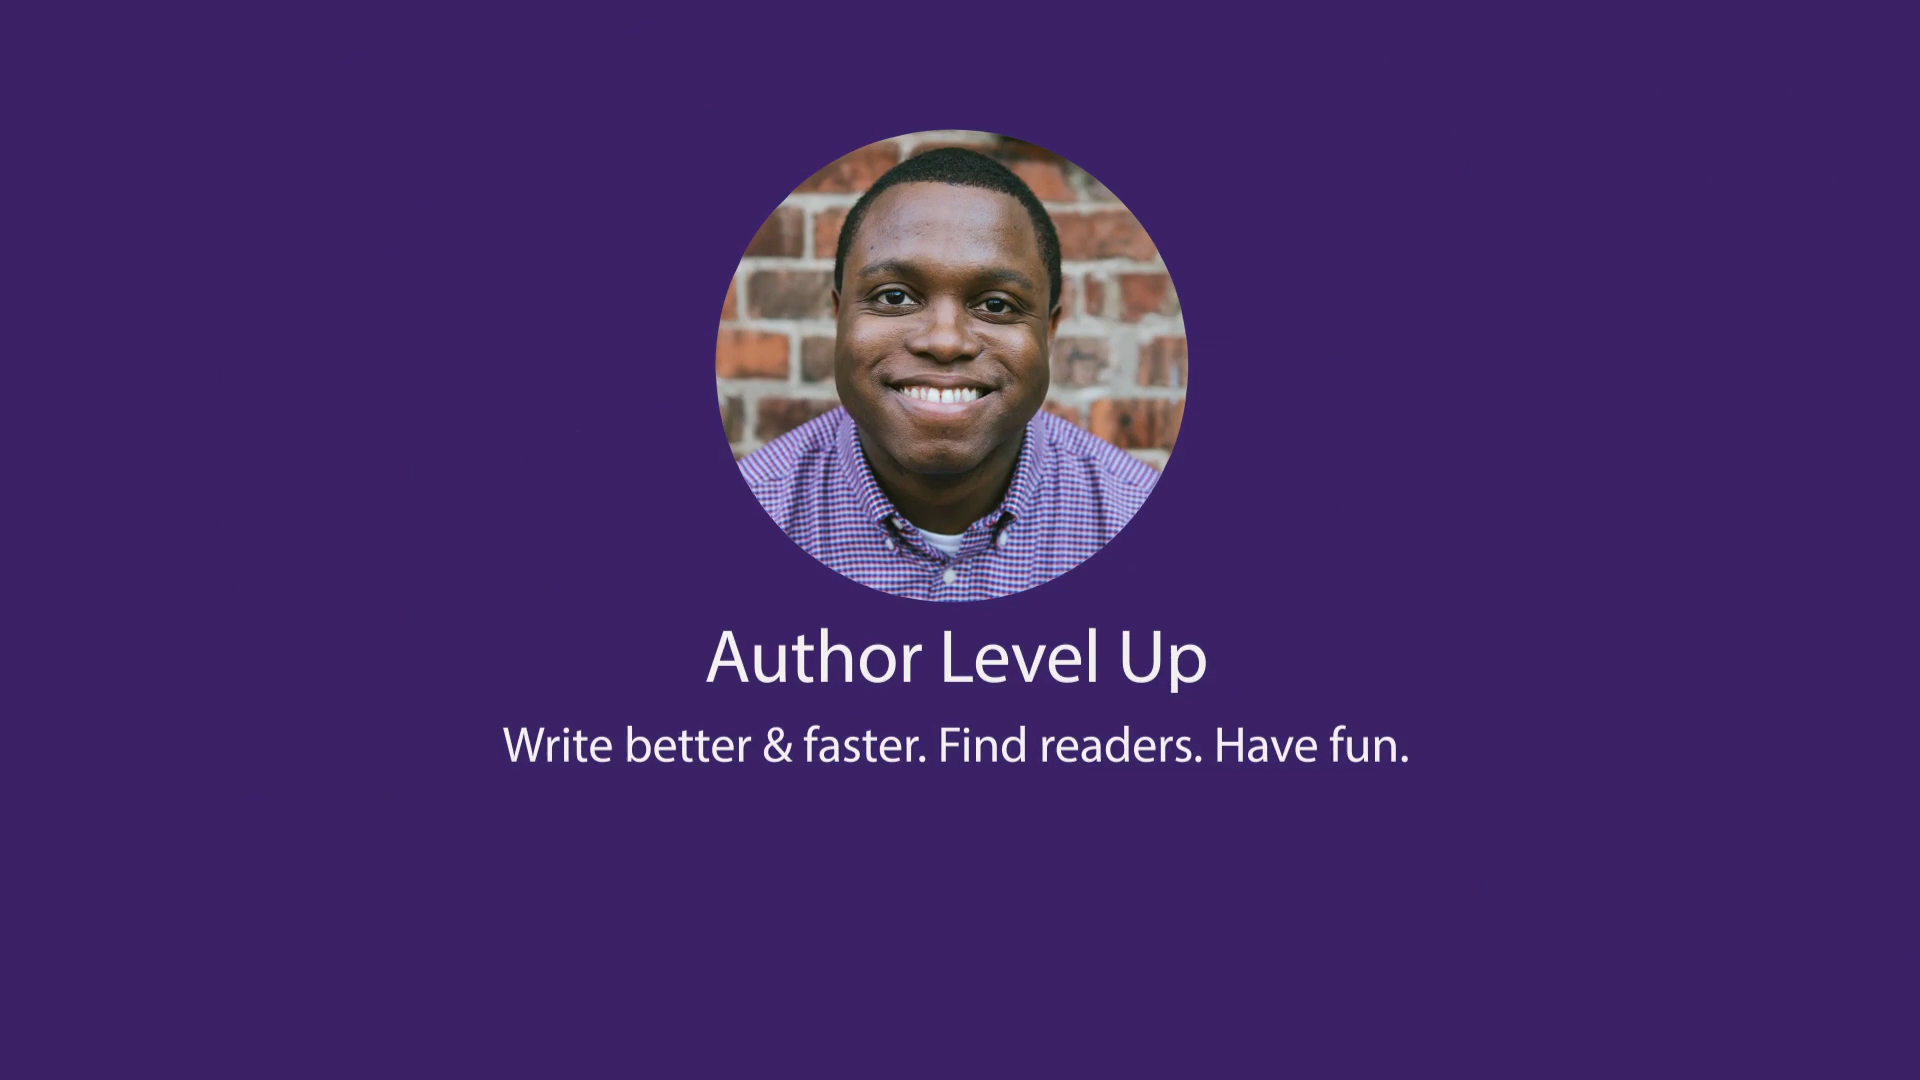 Author Level Up
Write better & faster. Find readers. Have fun.